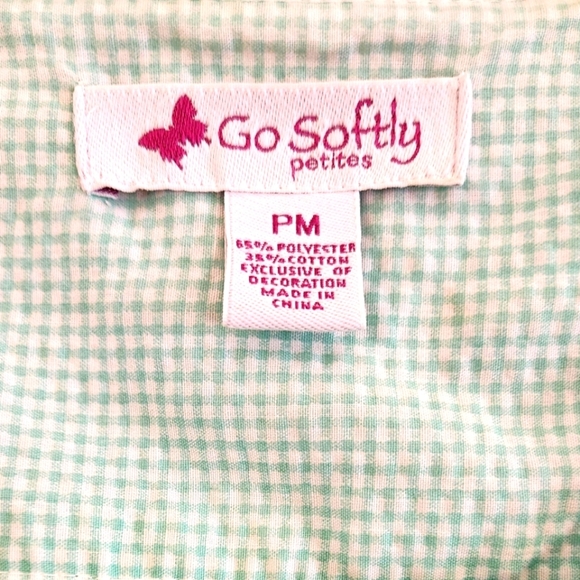 Go Softly
petites
PM
65% POLYESTER
35% COTTON
EXCLUSIVE OF
DECORATION
MADE IN
CHINA